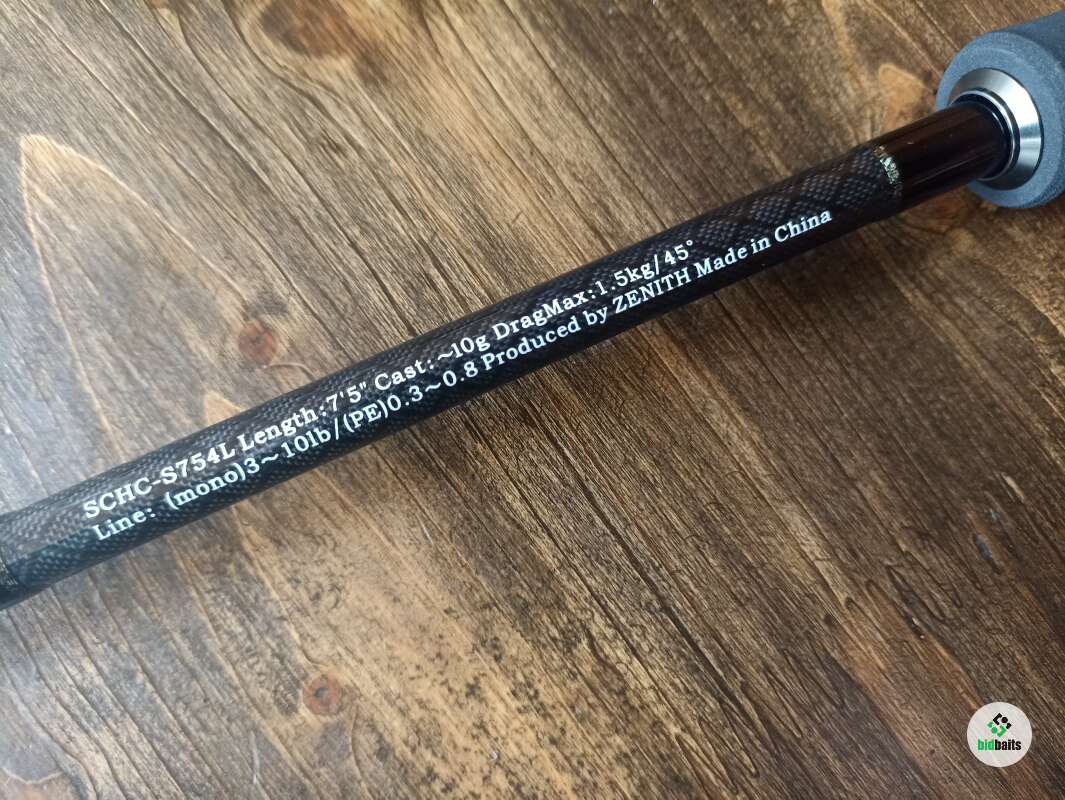 SCHC-S754L Length:7'5" Cast: ~10g DragMax:1.5kg/45°
Line: (mono)3~10lb/(PE)0.3~0.8 Produced by ZENITH Made in China
bidbaits